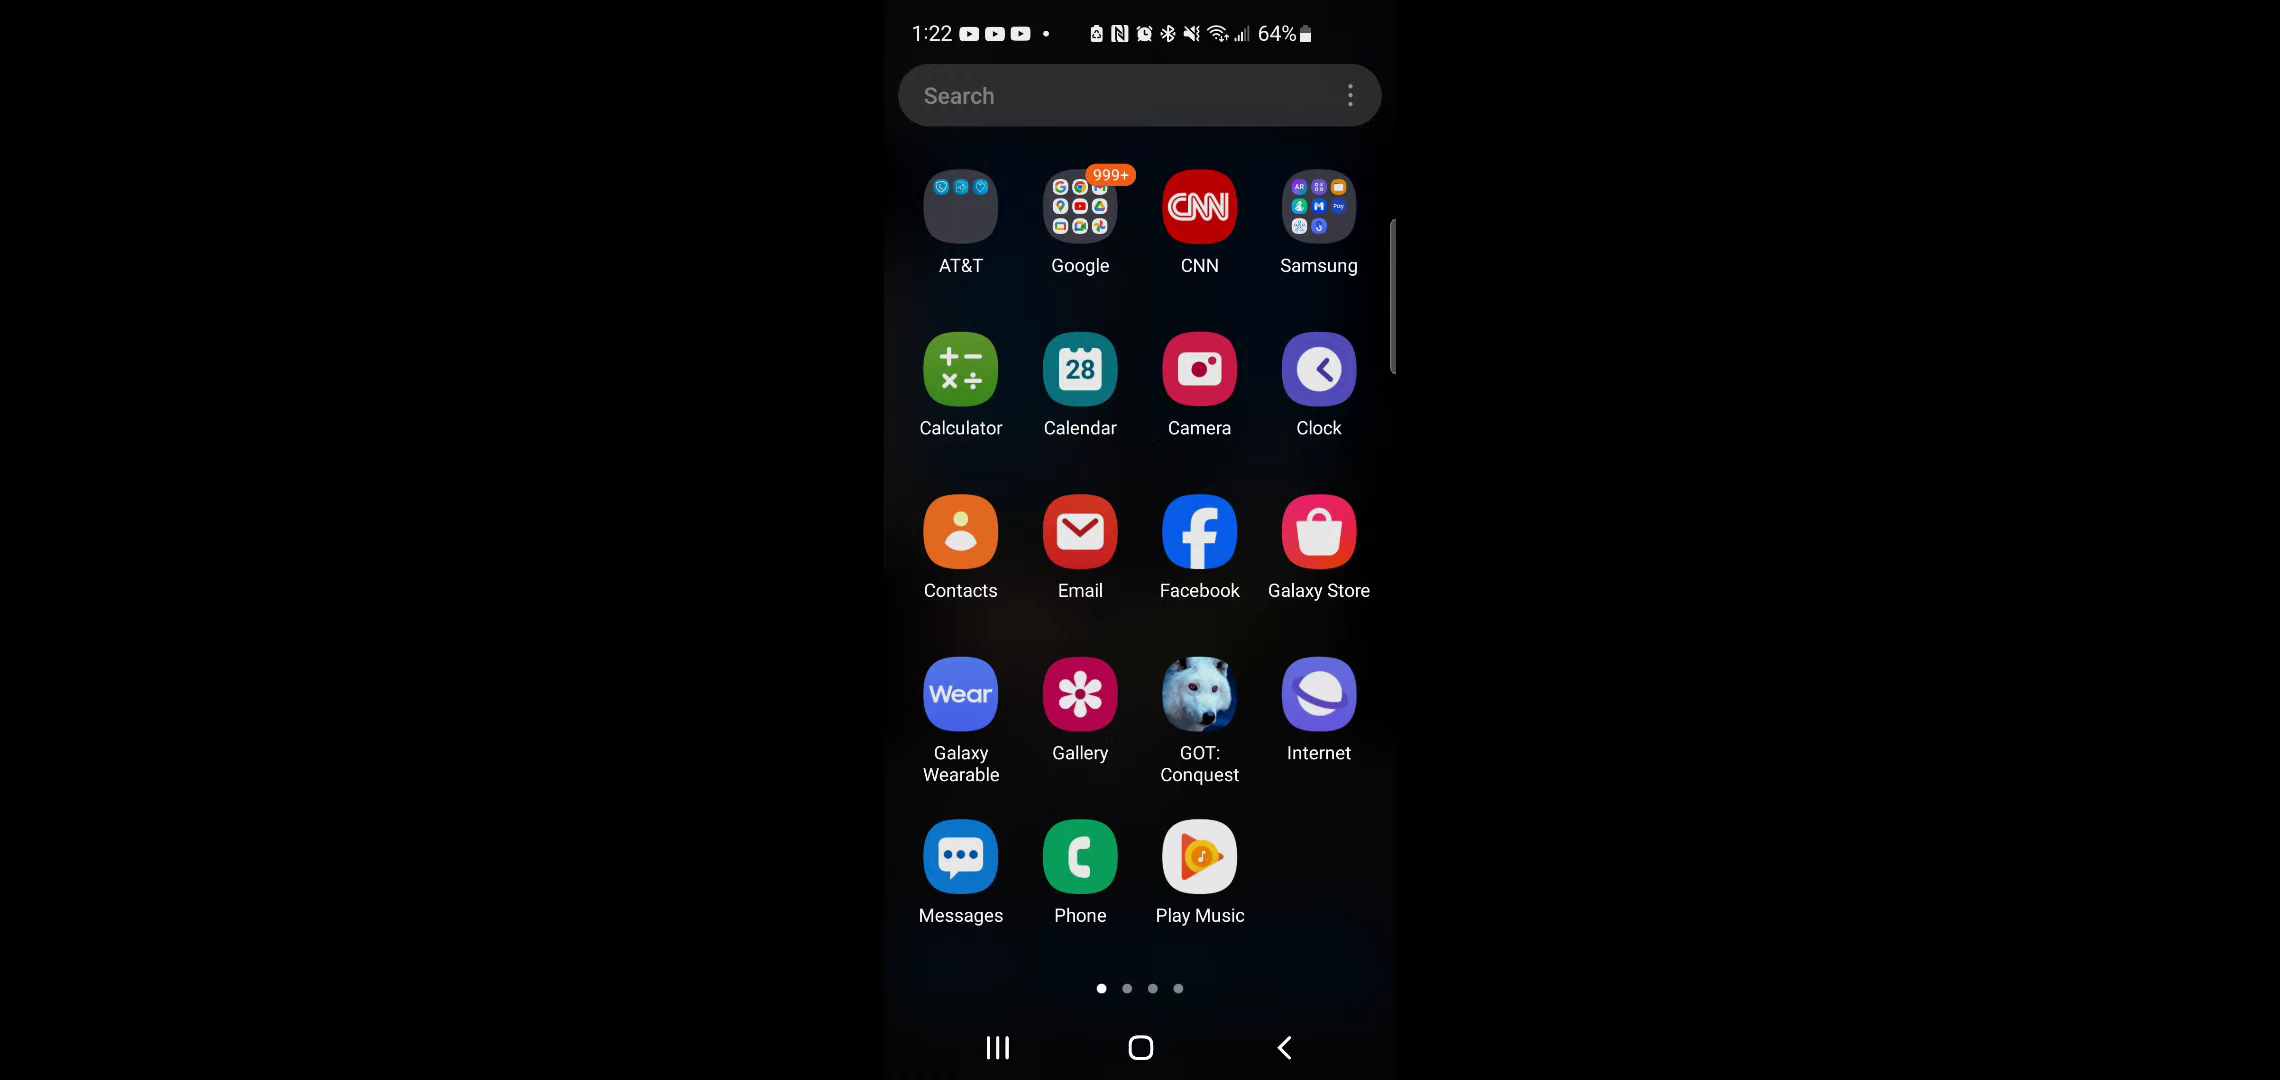 1:22 64%
Search
999+
CNN
AT&T Google CNN Samsung
28
Calculator Calendar Camera Clock
Contacts Email Facebook Galaxy Store
Wear
Galaxy Wearable Gallery GOT: Conquest Internet
Messages Phone Play Music